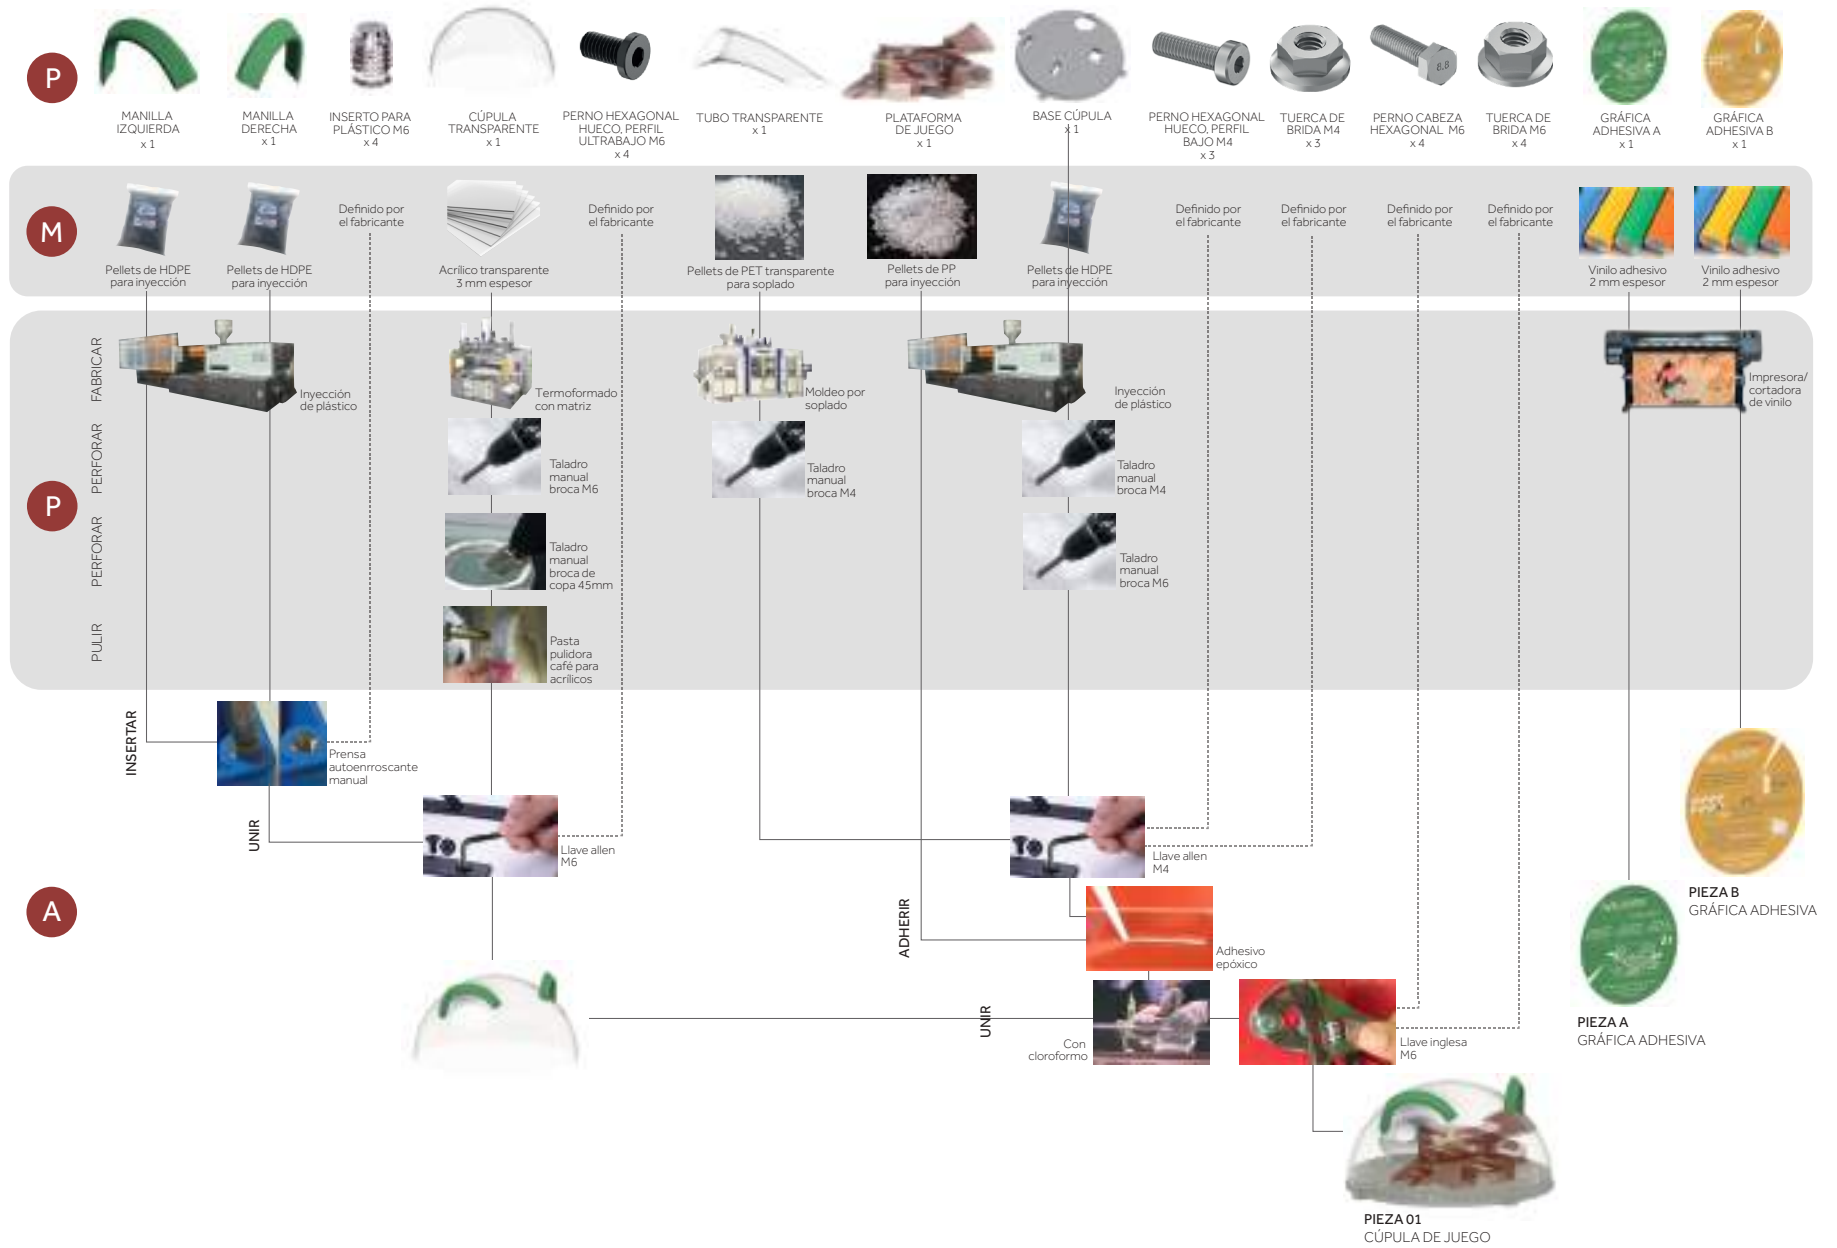 P
MANILLA
IZQUIERDA
x 1
MANILLA
DERECHA
x 1
INSERTO PARA
PLÁSTICO M6
x 4
CÚPULA
TRANSPARENTE
x 1
PERNO HEXAGONAL
HUECO, PERFIL
ULTRABAJO M6
x 4
TUBO TRANSPARENTE
x 1
PLATAFORMA
DE JUEGO
x 1
BASE CÚPULA
x 1
PERNO HEXAGONAL
HUECO, PERFIL
BAJO M4
x 3
TUERCA DE
BRIDA M4
x 3
8.8
PERNO CABEZA
HEXAGONAL M6
x 4
TUERCA DE
BRIDA M6
x 4
GRÁFICA
ADHESIVA A
x 1
GRÁFICA
ADHESIVA B
x 1
M
Pellets de HDPE
para inyección
Pellets de HDPE
para inyección
Definido por
el fabricante
Acrílico transparente
3 mm espesor
Definido por
el fabricante
Pellets de PET transparente
para soplado
Pellets de PP
para inyección
Pellets de HDPE
para inyección
Definido por
el fabricante
Definido por
el fabricante
Definido por
el fabricante
Definido por
el fabricante
Vinilo adhesivo
2 mm espesor
Vinilo adhesivo
2 mm espesor
P
FABRICAR
Inyección
de plástico
Termoformado
con matriz
Moldeo por
soplado
Inyección
de plástico
Impresora/
cortadora
de vinilo
PERFORAR
Taladro
manual
broca M6
Taladro
manual
broca M4
Taladro
manual
broca M4
PERFORAR
Taladro
manual
broca de
copa 45mm
Taladro
manual
broca M6
PULIR
Pasta
pulidora
café para
acrílicos
A
INSERTAR
Prensa
autoenrroscante
manual
UNIR
Llave allen
M6
Llave allen
M4
ADHERIR
Adhesivo
epóxico
UNIR
Con
cloroformo
Llave inglesa
M6
PIEZA B
GRÁFICA ADHESIVA
PIEZA A
GRÁFICA ADHESIVA
PIEZA 01
CÚPULA DE JUEGO